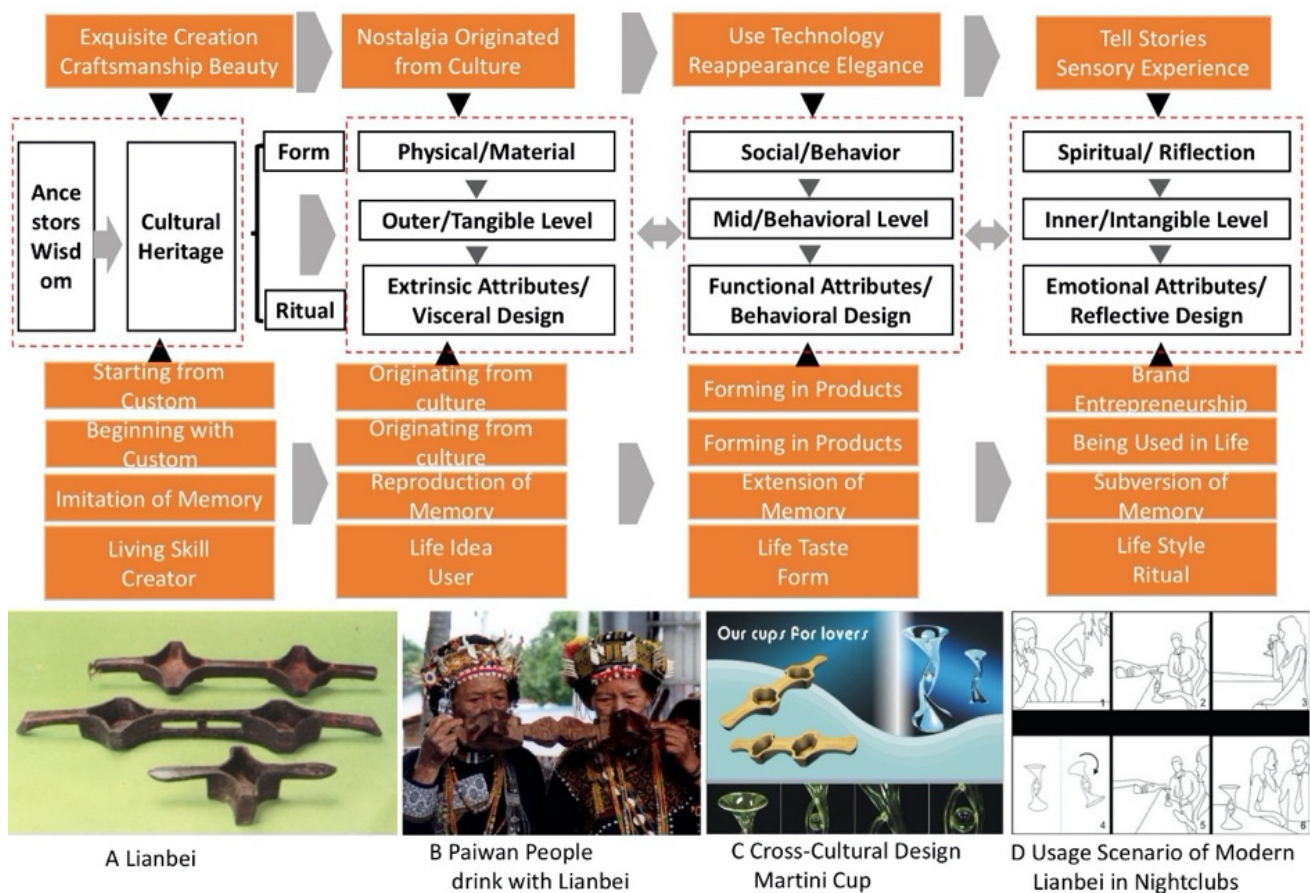 Exquisite Creation
Craftsmanship Beauty
Nostalgia Originated
from Culture
Use Technology
Reappearance Elegance
Tell Stories
Sensory Experience
Ance
stors
Wisd
om
Cultural
Heritage
Form
Ritual
Physical/Material
Outer/Tangible Level
Extrinsic Attributes/
Visceral Design
Social/Behavior
Mid/Behavioral Level
Functional Attributes/
Behavioral Design
Spiritual/ Riflection
Inner/Intangible Level
Emotional Attributes/
Reflective Design
Starting from
Custom
Beginning with
Custom
Imitation of Memory
Living Skill
Creator
Originating from
culture
Originating from
culture
Reproduction of
Memory
Life Idea
User
Forming in Products
Forming in Products
Extension of
Memory
Life Taste
Form
Brand
Entrepreneurship
Being Used in Life
Subversion of
Memory
Life Style
Ritual
Our cups for lovers
1
2
3
4
5
6
A Lianbei
B Paiwan People
drink with Lianbei
C Cross-Cultural Design
Martini Cup
D Usage Scenario of Modern
Lianbei in Nightclubs